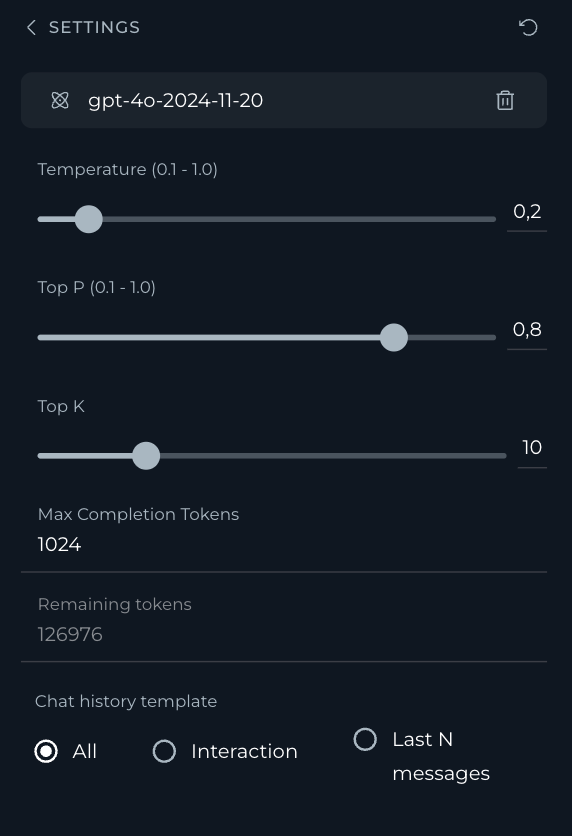 SETTINGS
gpt-4o-2024-11-20
Temperature (0.1 - 1.0)
0,2
Top P (0.1 - 1.0)
0,8
Top K
10
Max Completion Tokens
1024
Remaining tokens
126976
Chat history template
All
Interaction
Last N
messages